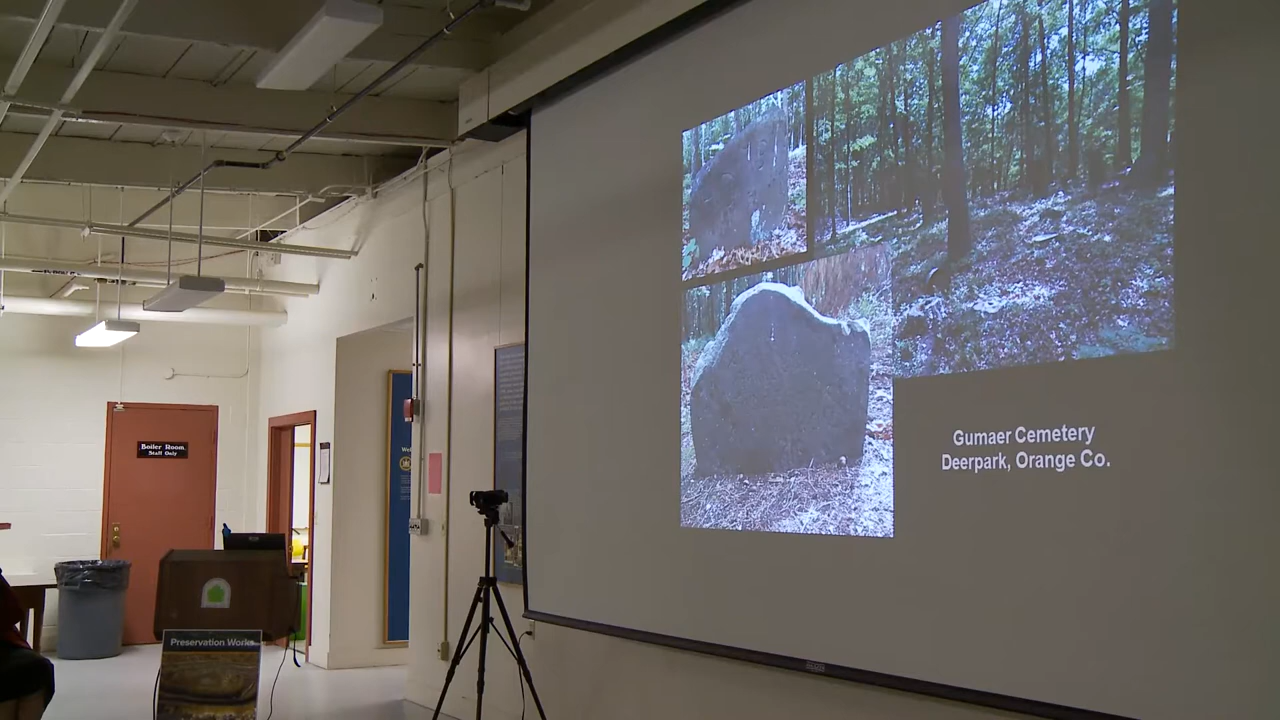 Gumaer Cemetery
Deerpark, Orange Co.
Boiler Room
Staff Only
Preservation Works